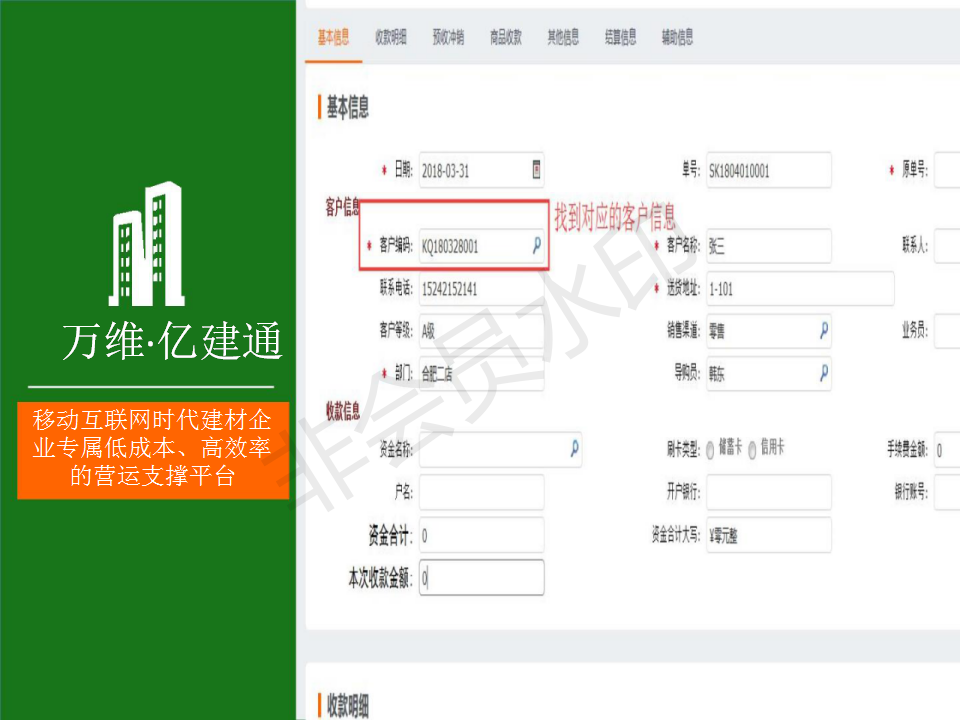 基本信息 收款明细 预收冲销 商品收款 其他信息 结算信息 辅助信息
基本信息
* 日期: 2018-03-31 单号: SK1804010001 * 原单号:
客户信息 找到对应的客户信息
* 客户编码: KQ180328001 * 客户名称: 张三 联系人:
联系电话: 15242152141 * 送货地址: 1-101
客户等级: A级 销售渠道: 零售 业务员:
* 部门: 合肥二店 导购员: 韩东
收款信息
资金名称: 刷卡类型: 储蓄卡 信用卡 手续费金额: 0
户名: 开户银行: 银行账号:
资金合计: 0 资金合计大写: ¥零元整
本次收款金额: 0
收款明细
万维·亿建通
移动互联网时代建材企
业专属低成本、高效率
的营运支撑平台
非会员水印